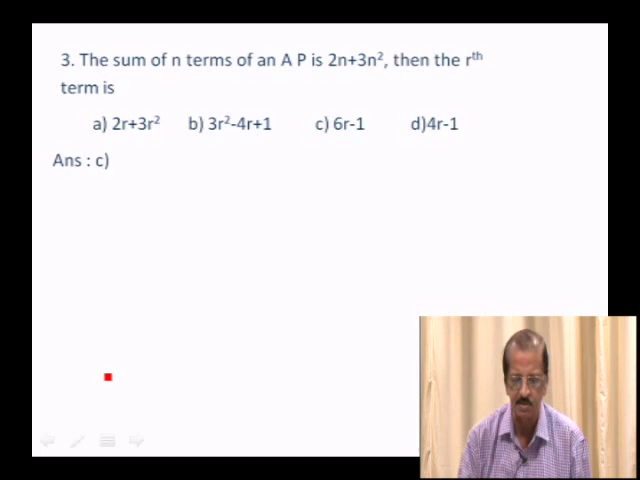 3. The sum of n terms of an A P is 2n+3n², then the rᵗʰ
term is
a) 2r+3r² b) 3r²-4r+1 c) 6r-1 d)4r-1
Ans : c)